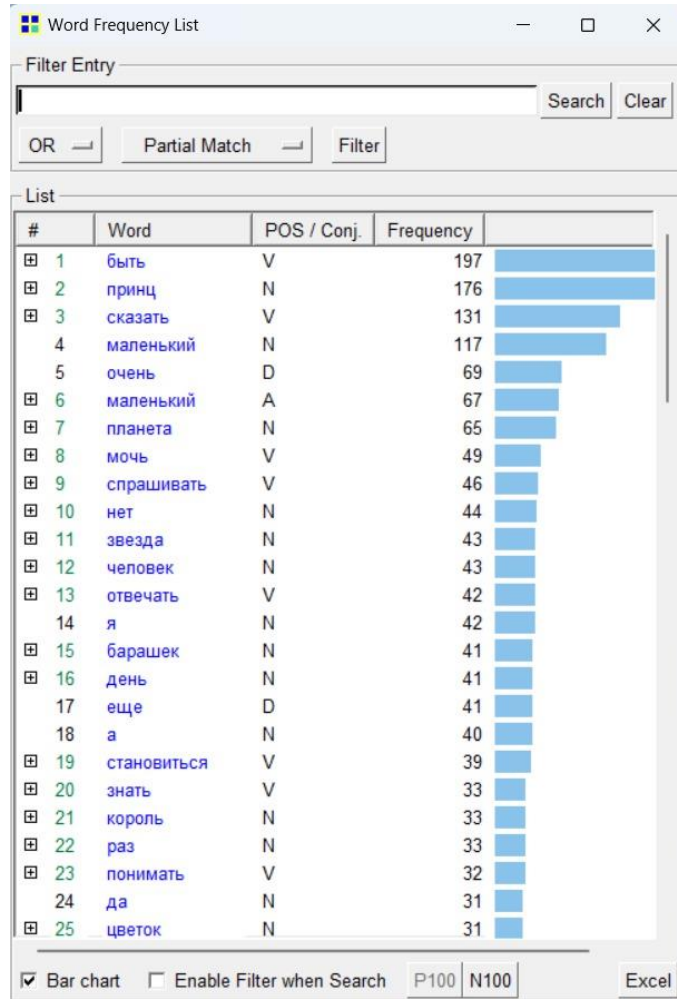 Word Frequency List
Filter Entry
Search Clear
OR Partial Match Filter
List
# Word POS / Conj. Frequency
1 быть V 197
2 принц N 176
3 сказать V 131
4 маленький N 117
5 очень D 69
6 маленький A 67
7 планета N 65
8 мочь V 49
9 спрашивать V 46
10 нет N 44
11 звезда N 43
12 человек N 43
13 отвечать V 42
14 я N 42
15 барашек N 41
16 день N 41
17 еще D 41
18 а N 40
19 становиться V 39
20 знать V 33
21 король N 33
22 раз N 33
23 понимать V 32
24 да N 31
25 цветок N 31
Bar chart Enable Filter when Search P100 N100 Excel